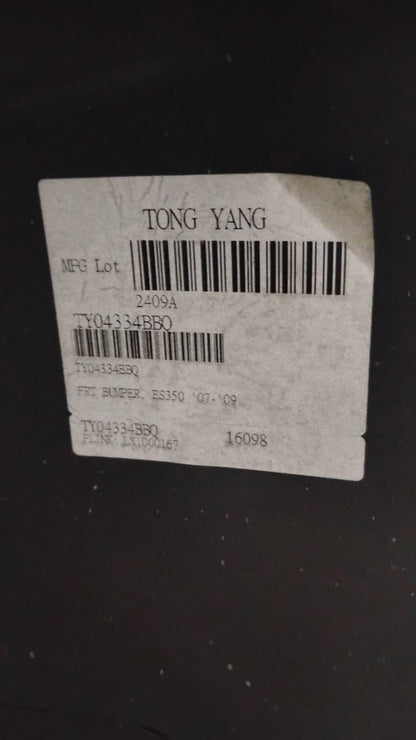 TONG YANG
MFG Lot
2409A
TY04334BBQ
TY04334BBQ
FRT BUMPER, ES350 '07-'09
TY04334BBQ 16098
PLINK: LX1000167